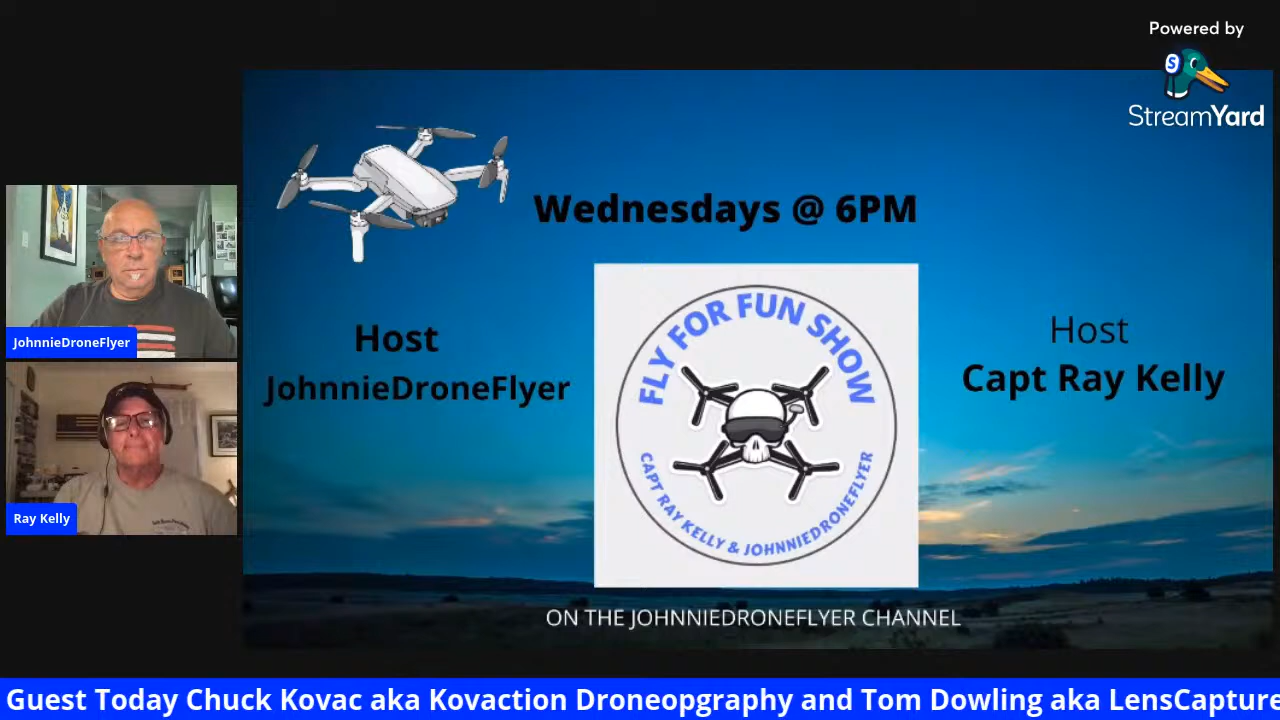 Powered by
S
StreamYard
Wednesdays @ 6PM
Host
JohnnieDroneFlyer
FLY FOR FUN SHOW
CAPT RAY KELLY & JOHNNIEDRONEFLYER
Host
Capt Ray Kelly
ON THE JOHNNIEDRONEFLYER CHANNEL
JohnnieDroneFlyer
Ray Kelly
Guest Today Chuck Kovac aka Kovaction Droneopgraphy and Tom Dowling aka LensCapture